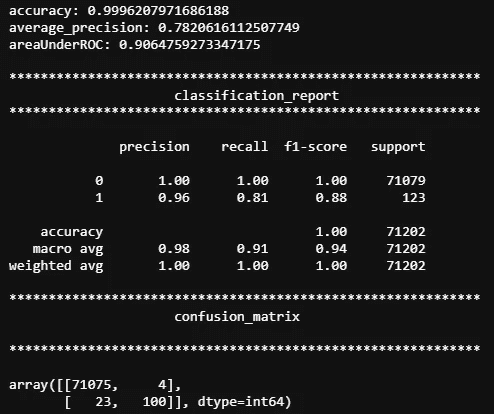 accuracy: 0.9996207971686188
average_precision: 0.7820616112507749
areaUnderROC: 0.9064759273347175
************************************************************
classification_report
************************************************************
precision recall f1-score support
0 1.00 1.00 1.00 71079
1 0.96 0.81 0.88 123
accuracy 1.00 71202
macro avg 0.98 0.91 0.94 71202
weighted avg 1.00 1.00 1.00 71202
************************************************************
confusion_matrix
************************************************************
array([[71075, 4],
[ 23, 100]], dtype=int64)